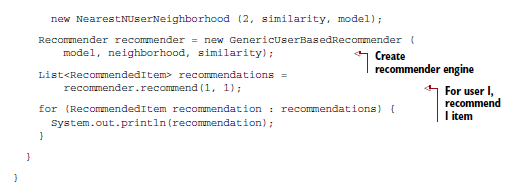 new NearestNUserNeighborhood (2, similarity, model);
Recommender recommender = new GenericUserBasedRecommender (
model, neighborhood, similarity);
Create
recommender engine
List<RecommendedItem> recommendations =
recommender.recommend(1, 1);
For user 1,
recommend
1 item
for (RecommendedItem recommendation : recommendations) {
System.out.println(recommendation);
}
}
}